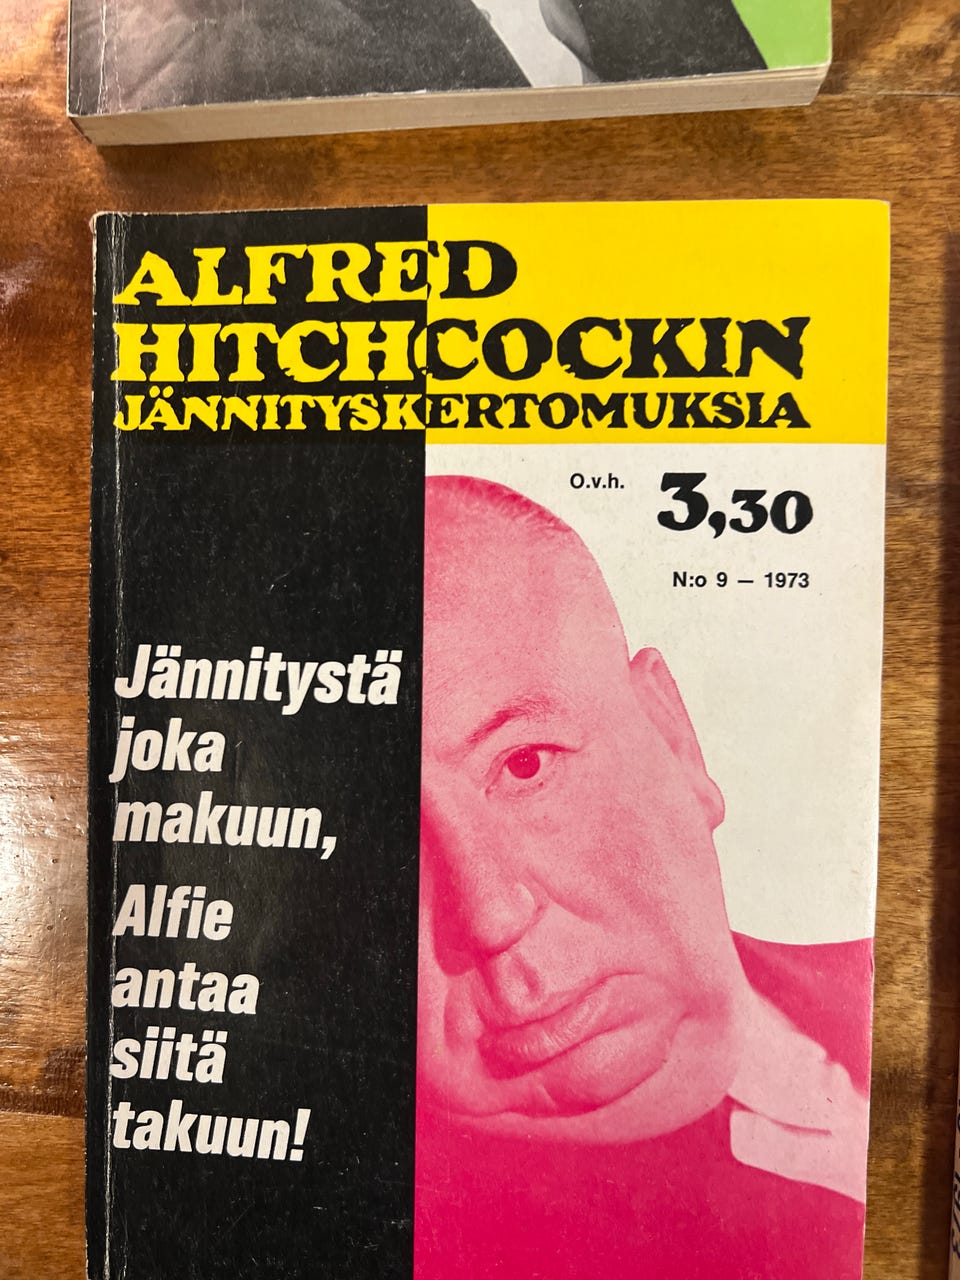 ALFRED
HITCHCOCKIN
JÄNNITYSKERTOMUKSIA
O.v.h. 3,30
N:o 9 — 1973
Jännitystä
joka
makuun,
Alfie
antaa
siitä
takuun!